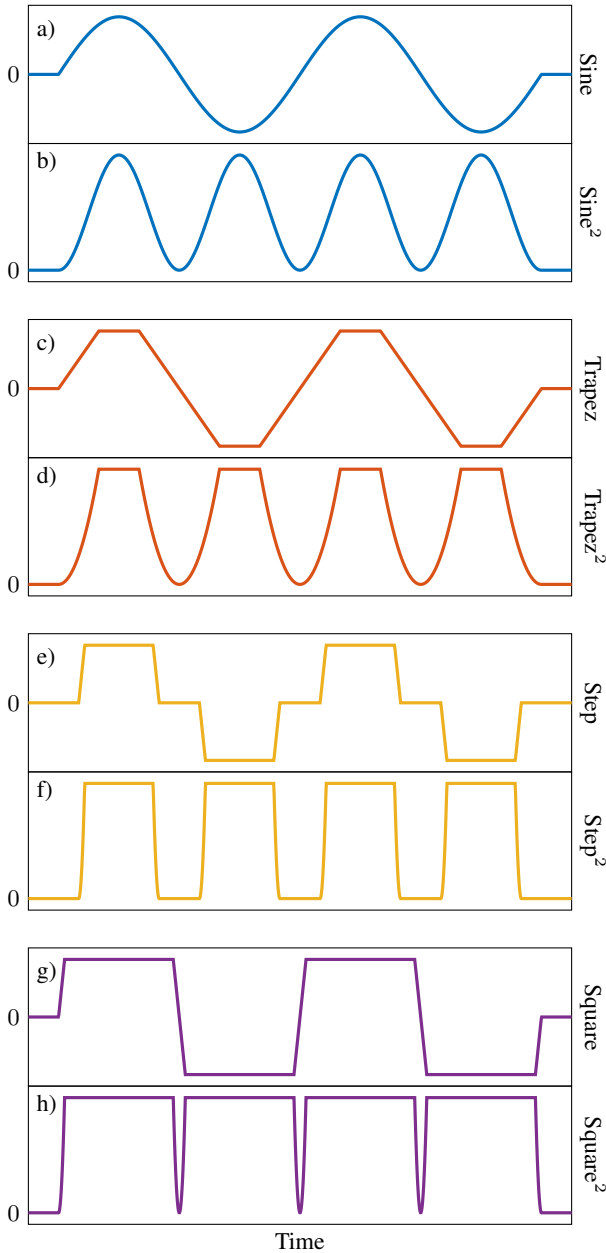 a)
0
Sine
b)
0
Sine²
c)
0
Trapez
d)
0
Trapez²
e)
0
Step
f)
0
Step²
g)
0
Square
h)
0
Square²
Time